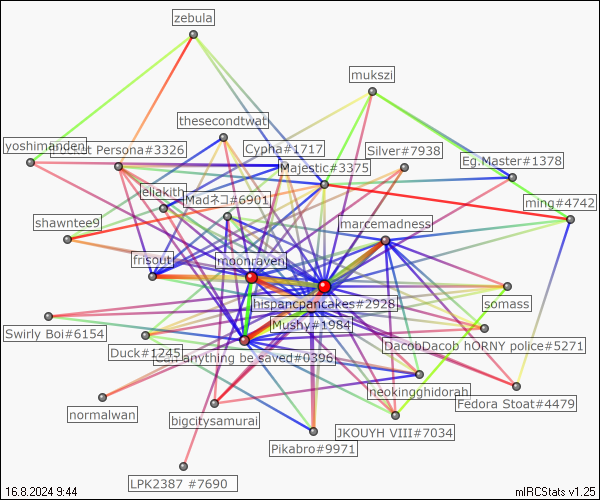 zebula
mukszi
thesecondtwat
yoshimanden
Pocket Persona#3326
Cypha#1717
Silver#7938
Majestic#3375
Eg.Master#1378
eliakith
Madネコ#6901
ming#4742
shawntee9
marcemadness
frisout
moonraven
hispancpancakes#2928
somass
Mushy#1984
Swirly Boi#6154
DacobDacob hORNY police#5271
Duck#1245
Can anything be saved#0396
neokingghidorah
Fedora Stoat#4479
normalwan
bigcitysamurai
JKOUYH VIII#7034
Pikabro#9971
LPK2387 #7690
16.8.2024 9:44
mIRCStats v1.25